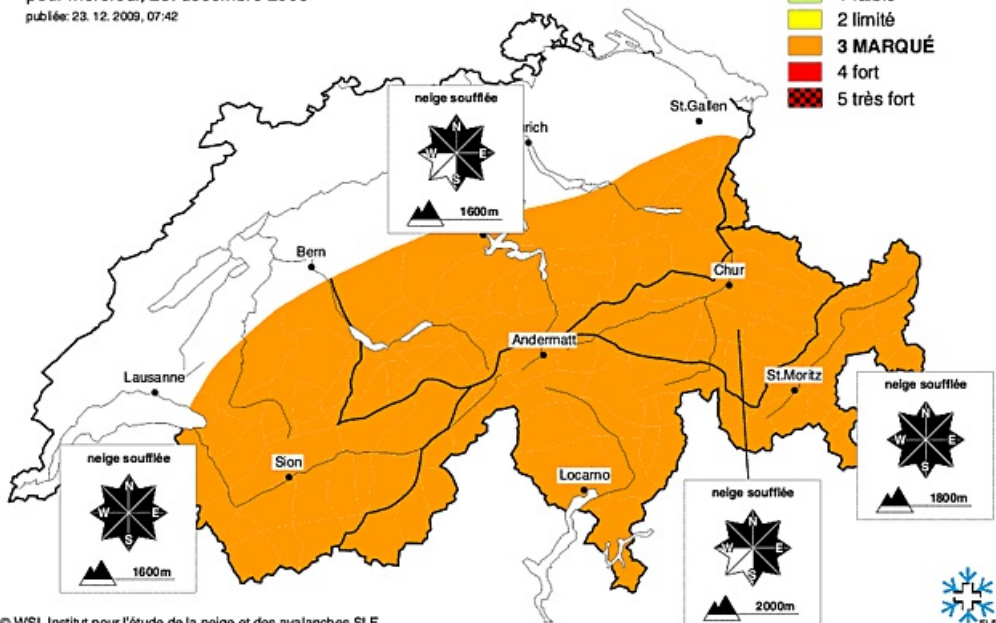 publiée: 23. 12. 2009, 07:42
2 limité
3 MARQUÉ
4 fort
5 très fort
St.Gallen
neige soufflée
N
W
E
S
1600m
Bern
Chur
Andermatt
St.Moritz
Lausanne
neige soufflée
N
W
E
S
1800m
neige soufflée
N
W
E
S
1600m
Sion
Locarno
neige soufflée
N
W
E
S
2000m
© WSL Institut pour l'étude de la neige et des avalanches SLF
SLF